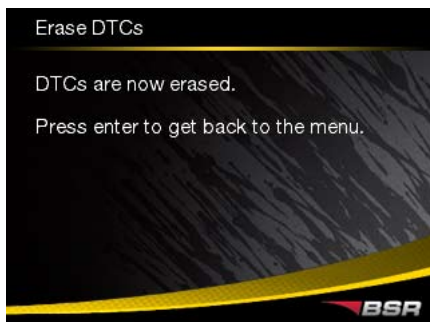 Erase DTCs
DTCs are now erased.
Press enter to get back to the menu.
BSR